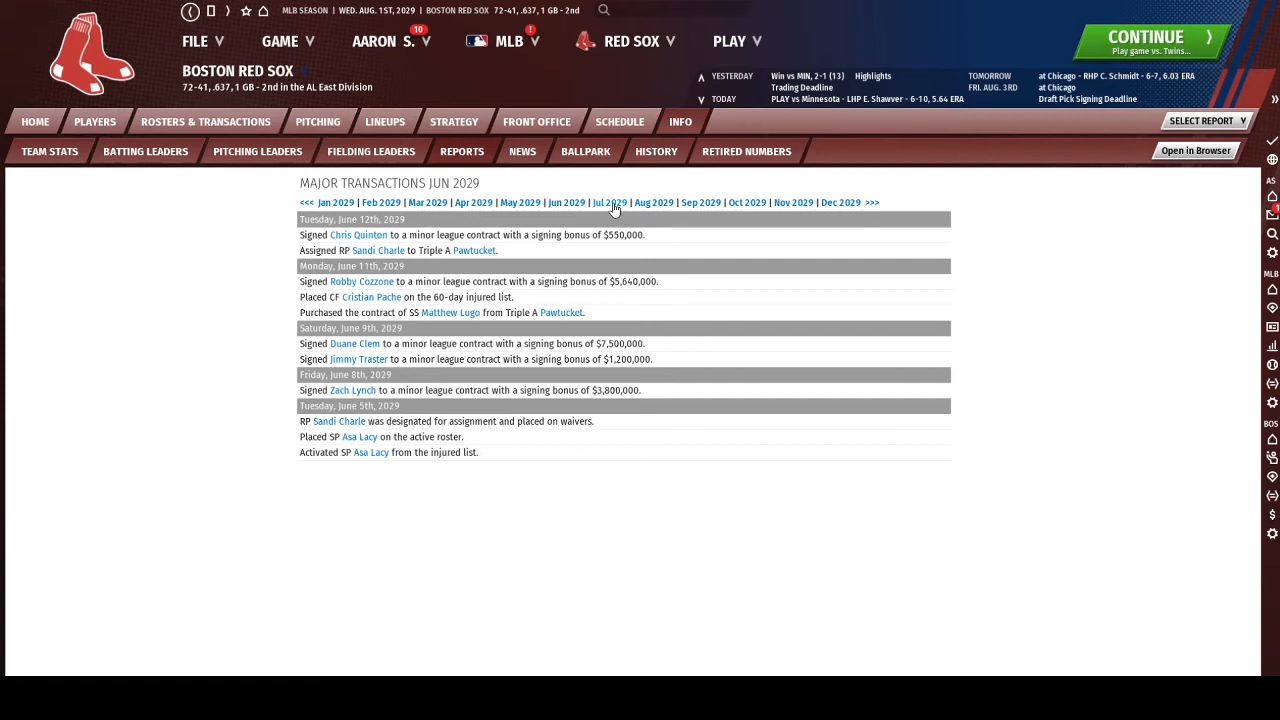 MLB SEASON | WED. AUG. 1ST, 2029 | BOSTON RED SOX 72-41, .637, 1 GB - 2nd
FILE GAME AARON S. 10 MLB ! RED SOX PLAY
CONTINUE
Play game vs. Twins...
BOSTON RED SOX
72-41, .637, 1 GB - 2nd in the AL East Division
YESTERDAY Win vs MIN, 2-1 (13) Highlights TOMORROW at Chicago - RHP C. Schmidt - 6-7, 6.03 ERA
Trading Deadline FRI. AUG. 3RD at Chicago
TODAY PLAY vs Minnesota - LHP E. Shawver - 6-10, 5.64 ERA Draft Pick Signing Deadline
HOME PLAYERS ROSTERS & TRANSACTIONS PITCHING LINEUPS STRATEGY FRONT OFFICE SCHEDULE INFO SELECT REPORT
TEAM STATS BATTING LEADERS PITCHING LEADERS FIELDING LEADERS REPORTS NEWS BALLPARK HISTORY RETIRED NUMBERS Open in Browser
MAJOR TRANSACTIONS JUN 2029
<<< Jan 2029 | Feb 2029 | Mar 2029 | Apr 2029 | May 2029 | Jun 2029 | Jul 2029 | Aug 2029 | Sep 2029 | Oct 2029 | Nov 2029 | Dec 2029 >>>
Tuesday, June 12th, 2029
Signed Chris Quinton to a minor league contract with a signing bonus of $550,000.
Assigned RP Sandi Charle to Triple A Pawtucket.
Monday, June 11th, 2029
Signed Robby Cozzone to a minor league contract with a signing bonus of $5,640,000.
Placed CF Cristian Pache on the 60-day injured list.
Purchased the contract of SS Matthew Lugo from Triple A Pawtucket.
Saturday, June 9th, 2029
Signed Duane Clem to a minor league contract with a signing bonus of $7,500,000.
Signed Jimmy Traster to a minor league contract with a signing bonus of $1,200,000.
Friday, June 8th, 2029
Signed Zach Lynch to a minor league contract with a signing bonus of $3,800,000.
Tuesday, June 5th, 2029
RP Sandi Charle was designated for assignment and placed on waivers.
Placed SP Asa Lacy on the active roster.
Activated SP Asa Lacy from the injured list.
AS
MLB
BOS